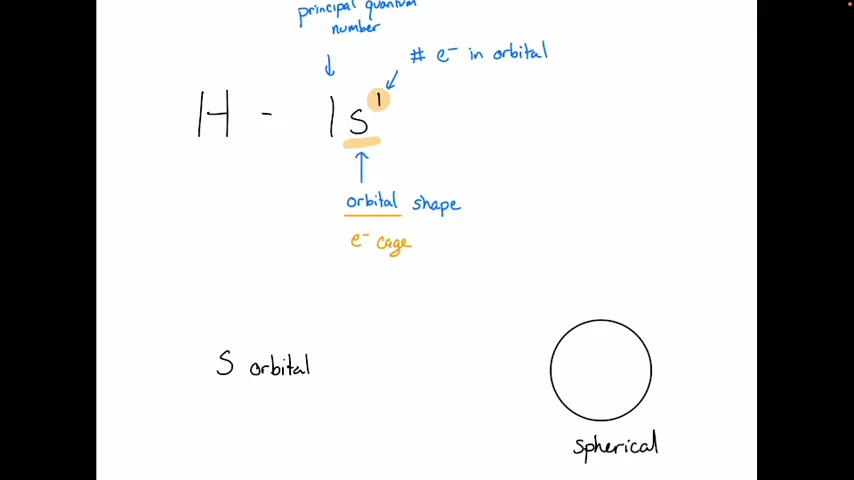 principal quantum
number
# e⁻ in orbital
H - 1s¹
orbital shape
e⁻ cage
S orbital
spherical